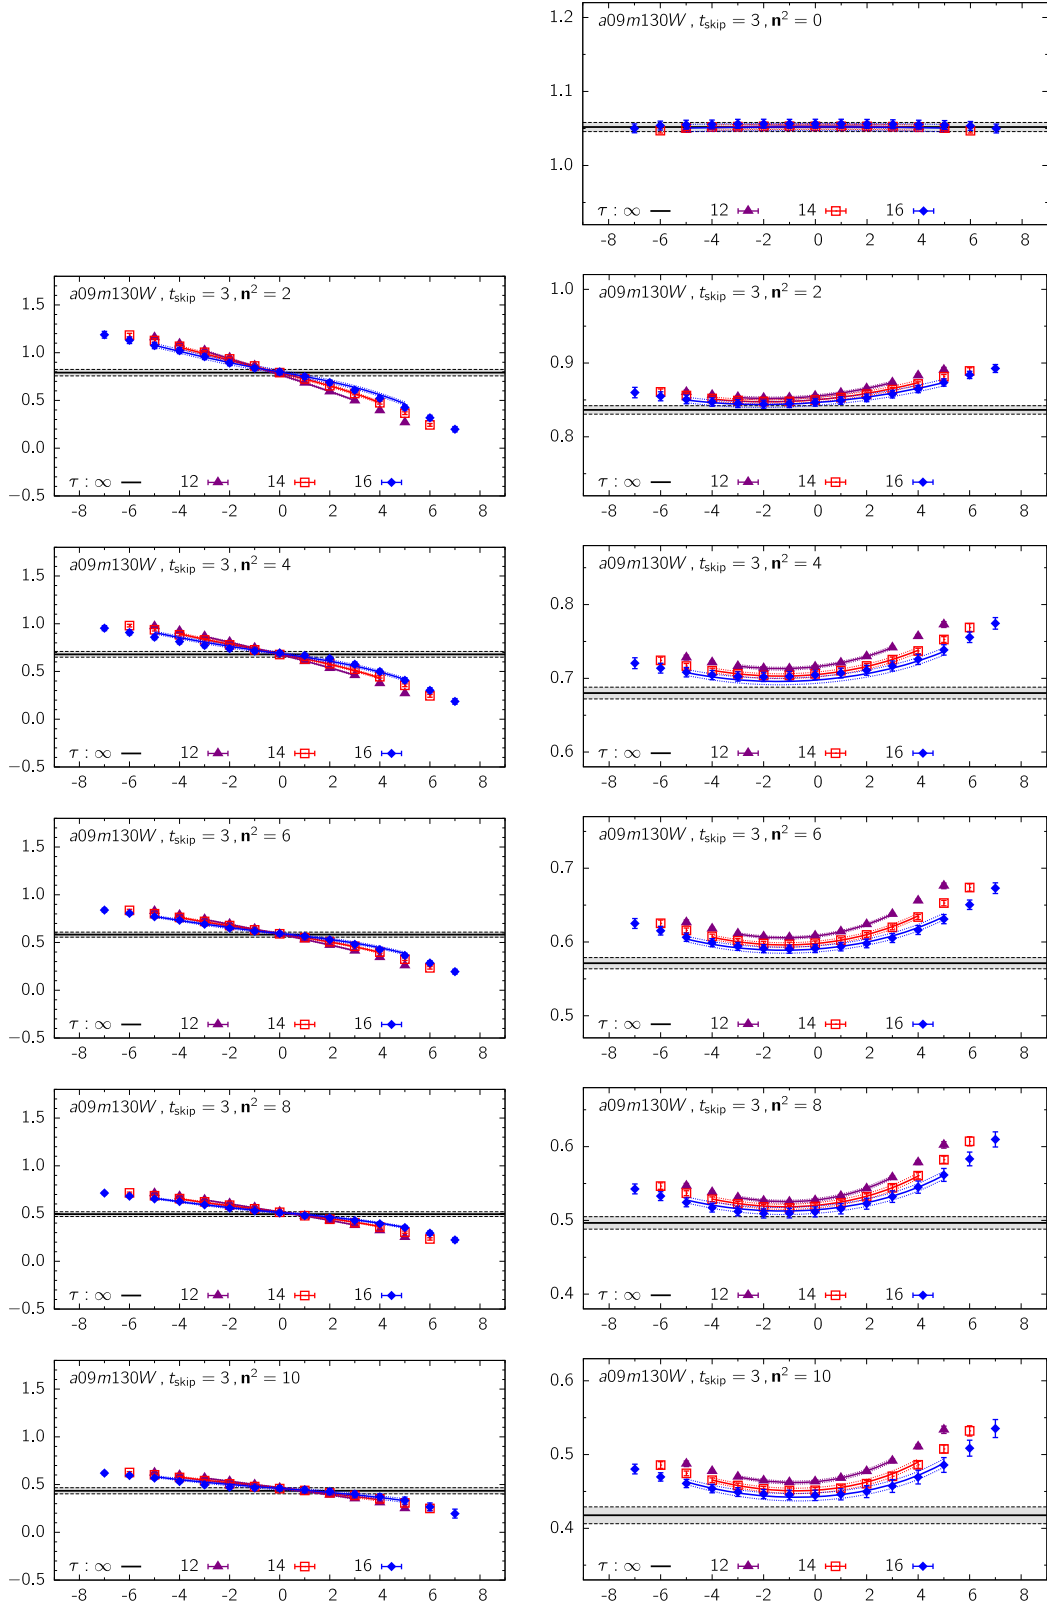 1.2
a09m130W , tskip = 3 , n² = 0
1.1
1.0
τ : ∞ 12 14 16
-8 -6 -4 -2 0 2 4 6 8
1.5
a09m130W , tskip = 3 , n² = 2
1.0
0.5
0.0
τ : ∞ 12 14 16
−0.5
-8 -6 -4 -2 0 2 4 6 8
1.0
a09m130W , tskip = 3 , n² = 2
0.9
0.8
τ : ∞ 12 14 16
-8 -6 -4 -2 0 2 4 6 8
1.5
a09m130W , tskip = 3 , n² = 4
1.0
0.5
0.0
τ : ∞ 12 14 16
−0.5
-8 -6 -4 -2 0 2 4 6 8
a09m130W , tskip = 3 , n² = 4
0.8
0.7
0.6
τ : ∞ 12 14 16
-8 -6 -4 -2 0 2 4 6 8
1.5
a09m130W , tskip = 3 , n² = 6
1.0
0.5
0.0
τ : ∞ 12 14 16
−0.5
-8 -6 -4 -2 0 2 4 6 8
a09m130W , tskip = 3 , n² = 6
0.7
0.6
0.5
τ : ∞ 12 14 16
-8 -6 -4 -2 0 2 4 6 8
1.5
a09m130W , tskip = 3 , n² = 8
1.0
0.5
0.0
τ : ∞ 12 14 16
−0.5
-8 -6 -4 -2 0 2 4 6 8
a09m130W , tskip = 3 , n² = 8
0.6
0.5
0.4
τ : ∞ 12 14 16
-8 -6 -4 -2 0 2 4 6 8
1.5
a09m130W , tskip = 3 , n² = 10
1.0
0.5
0.0
τ : ∞ 12 14 16
−0.5
-8 -6 -4 -2 0 2 4 6 8
0.6
a09m130W , tskip = 3 , n² = 10
0.5
0.4
τ : ∞ 12 14 16
-8 -6 -4 -2 0 2 4 6 8